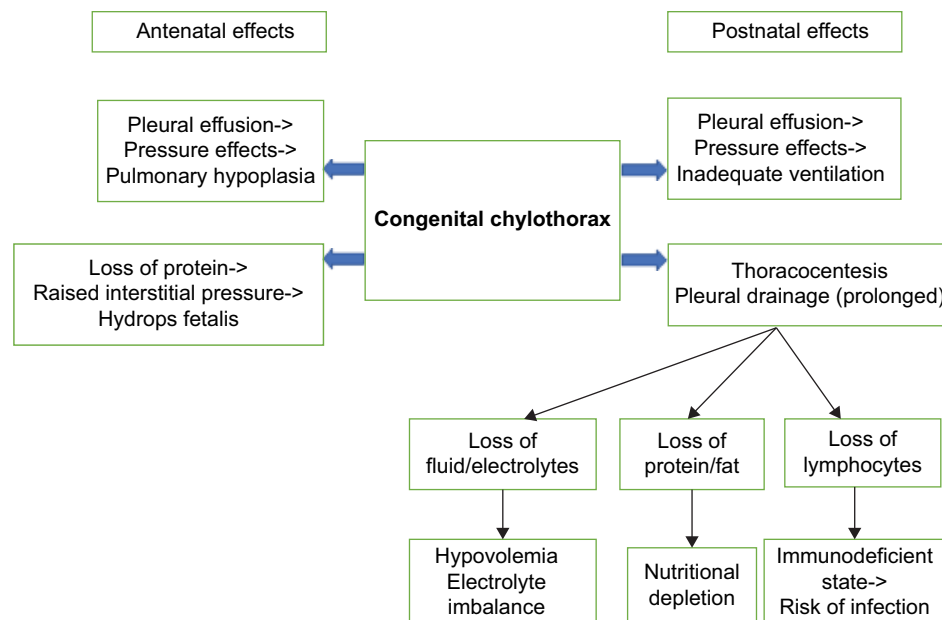 Antenatal effects
Postnatal effects
Pleural effusion->
Pressure effects->
Pulmonary hypoplasia
Pleural effusion->
Pressure effects->
Inadequate ventilation
Congenital chylothorax
Loss of protein->
Raised interstitial pressure->
Hydrops fetalis
Thoracocentesis
Pleural drainage (prolonged)
Loss of
fluid/electrolytes
Loss of
protein/fat
Loss of
lymphocytes
Hypovolemia
Electrolyte
imbalance
Nutritional
depletion
Immunodeficient
state->
Risk of infection